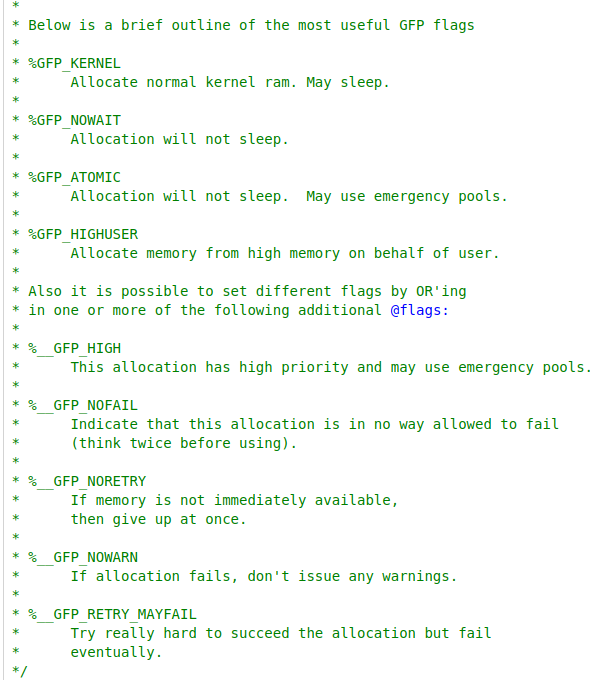 *
* Below is a brief outline of the most useful GFP flags
*
* %GFP_KERNEL
*      Allocate normal kernel ram. May sleep.
*
* %GFP_NOWAIT
*      Allocation will not sleep.
*
* %GFP_ATOMIC
*      Allocation will not sleep.  May use emergency pools.
*
* %GFP_HIGHUSER
*      Allocate memory from high memory on behalf of user.
*
* Also it is possible to set different flags by OR'ing
* in one or more of the following additional @flags:
*
* %__GFP_HIGH
*      This allocation has high priority and may use emergency pools.
*
* %__GFP_NOFAIL
*      Indicate that this allocation is in no way allowed to fail
*      (think twice before using).
*
* %__GFP_NORETRY
*      If memory is not immediately available,
*      then give up at once.
*
* %__GFP_NOWARN
*      If allocation fails, don't issue any warnings.
*
* %__GFP_RETRY_MAYFAIL
*      Try really hard to succeed the allocation but fail
*      eventually.
*/